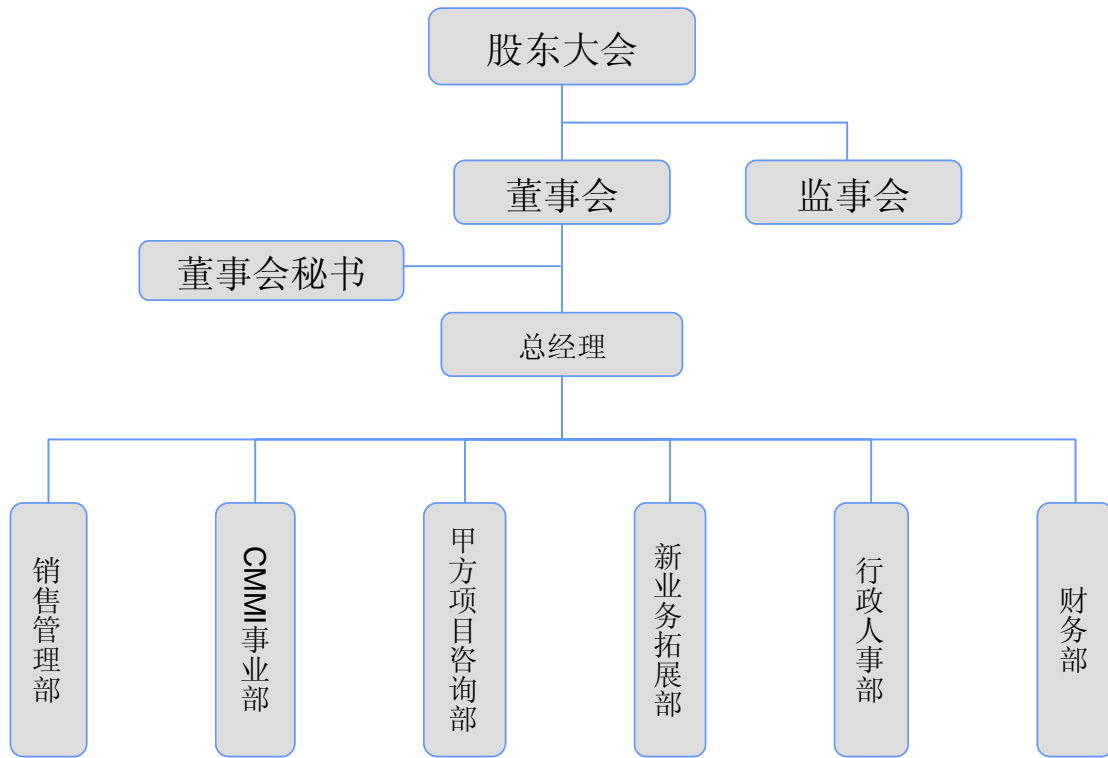 股东大会
董事会
监事会
董事会秘书
总经理
销售管理部
CMMI事业部
甲方项目咨询部
新业务拓展部
行政人事部
财务部